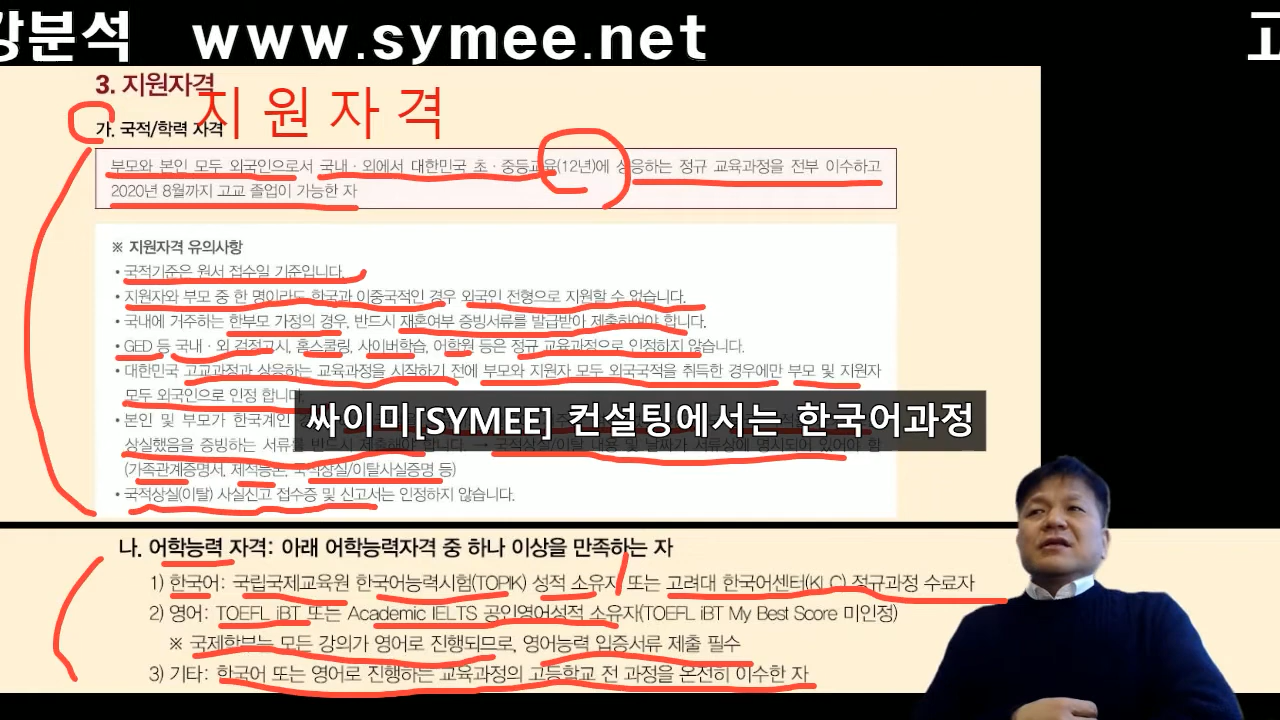 강분석 www.symee.net 고
3. 지원자격
지원자격
가. 국적/학력 자격
부모와 본인 모두 외국인으로서 국내·외에서 대한민국 초·중등교육(12년)에 상응하는 정규 교육과정을 전부 이수하고
2020년 8월까지 고교 졸업이 가능한 자
※ 지원자격 유의사항
• 국적기준은 원서 접수일 기준입니다.
• 지원자와 부모 중 한 명이라도 한국과 이중국적인 경우 외국인 전형으로 지원할 수 없습니다.
• 국내에 거주하는 한부모 가정의 경우, 반드시 재혼여부 증빙서류를 발급받아 제출하여야 합니다.
• GED 등 국내·외 검정고시, 홈스쿨링, 사이버학습, 어학원 등은 정규 교육과정으로 인정하지 않습니다.
• 대한민국 고교과정과 상응하는 교육과정을 시작하기 전에 부모와 지원자 모두 외국국적을 취득한 경우에만 부모 및 지원자
모두 외국인으로 인정 합니다.
• 본인 및 부모가 한국계인
싸이미[SYMEE] 컨설팅에서는 한국어과정
상실했음을 증빙하는 서류를 반드시 제출해야 합니다. → 국적상실/이탈 내용 및 날짜가 서류상에 명시되어 있어야 함
(가족관계증명서, 제적등본, 국적상실/이탈사실증명 등)
• 국적상실(이탈) 사실신고 접수증 및 신고서는 인정하지 않습니다.
나. 어학능력 자격: 아래 어학능력자격 중 하나 이상을 만족하는 자
1) 한국어: 국립국제교육원 한국어능력시험(TOPIK) 성적 소유자 또는 고려대 한국어센터(KLC) 정규과정 수료자
2) 영어: TOEFL iBT 또는 Academic IELTS 공인영어성적 소유자(TOEFL iBT My Best Score 미인정)
※ 국제학부는 모든 강의가 영어로 진행되므로, 영어능력 입증서류 제출 필수
3) 기타: 한국어 또는 영어로 진행하는 교육과정의 고등학교 전 과정을 온전히 이수한 자